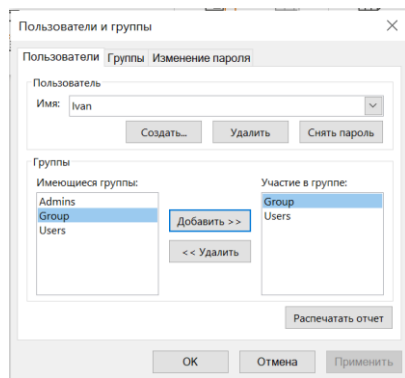 Пользователи и группы
Пользователи Группы Изменение пароля
Пользователь
Имя: Ivan
Создать... Удалить Снять пароль
Группы
Имеющиеся группы: Участие в группе:
Admins Group
Group Users
Users
Добавить >>
<< Удалить
Распечатать отчет
ОК Отмена Применить